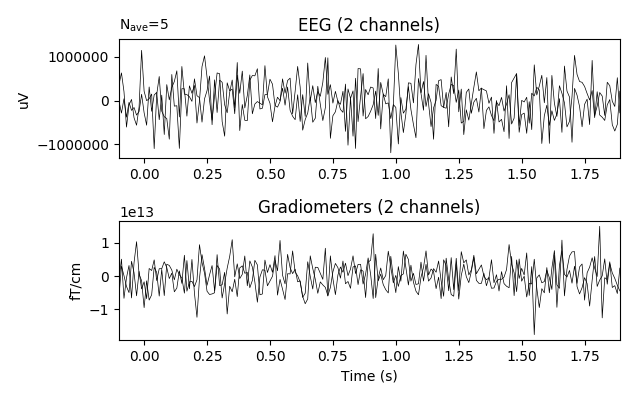 N_ave=5
EEG (2 channels)
1000000
0
−1000000
uV
0.00 0.25 0.50 0.75 1.00 1.25 1.50 1.75
1e13
Gradiometers (2 channels)
1
0
−1
fT/cm
0.00 0.25 0.50 0.75 1.00 1.25 1.50 1.75
Time (s)